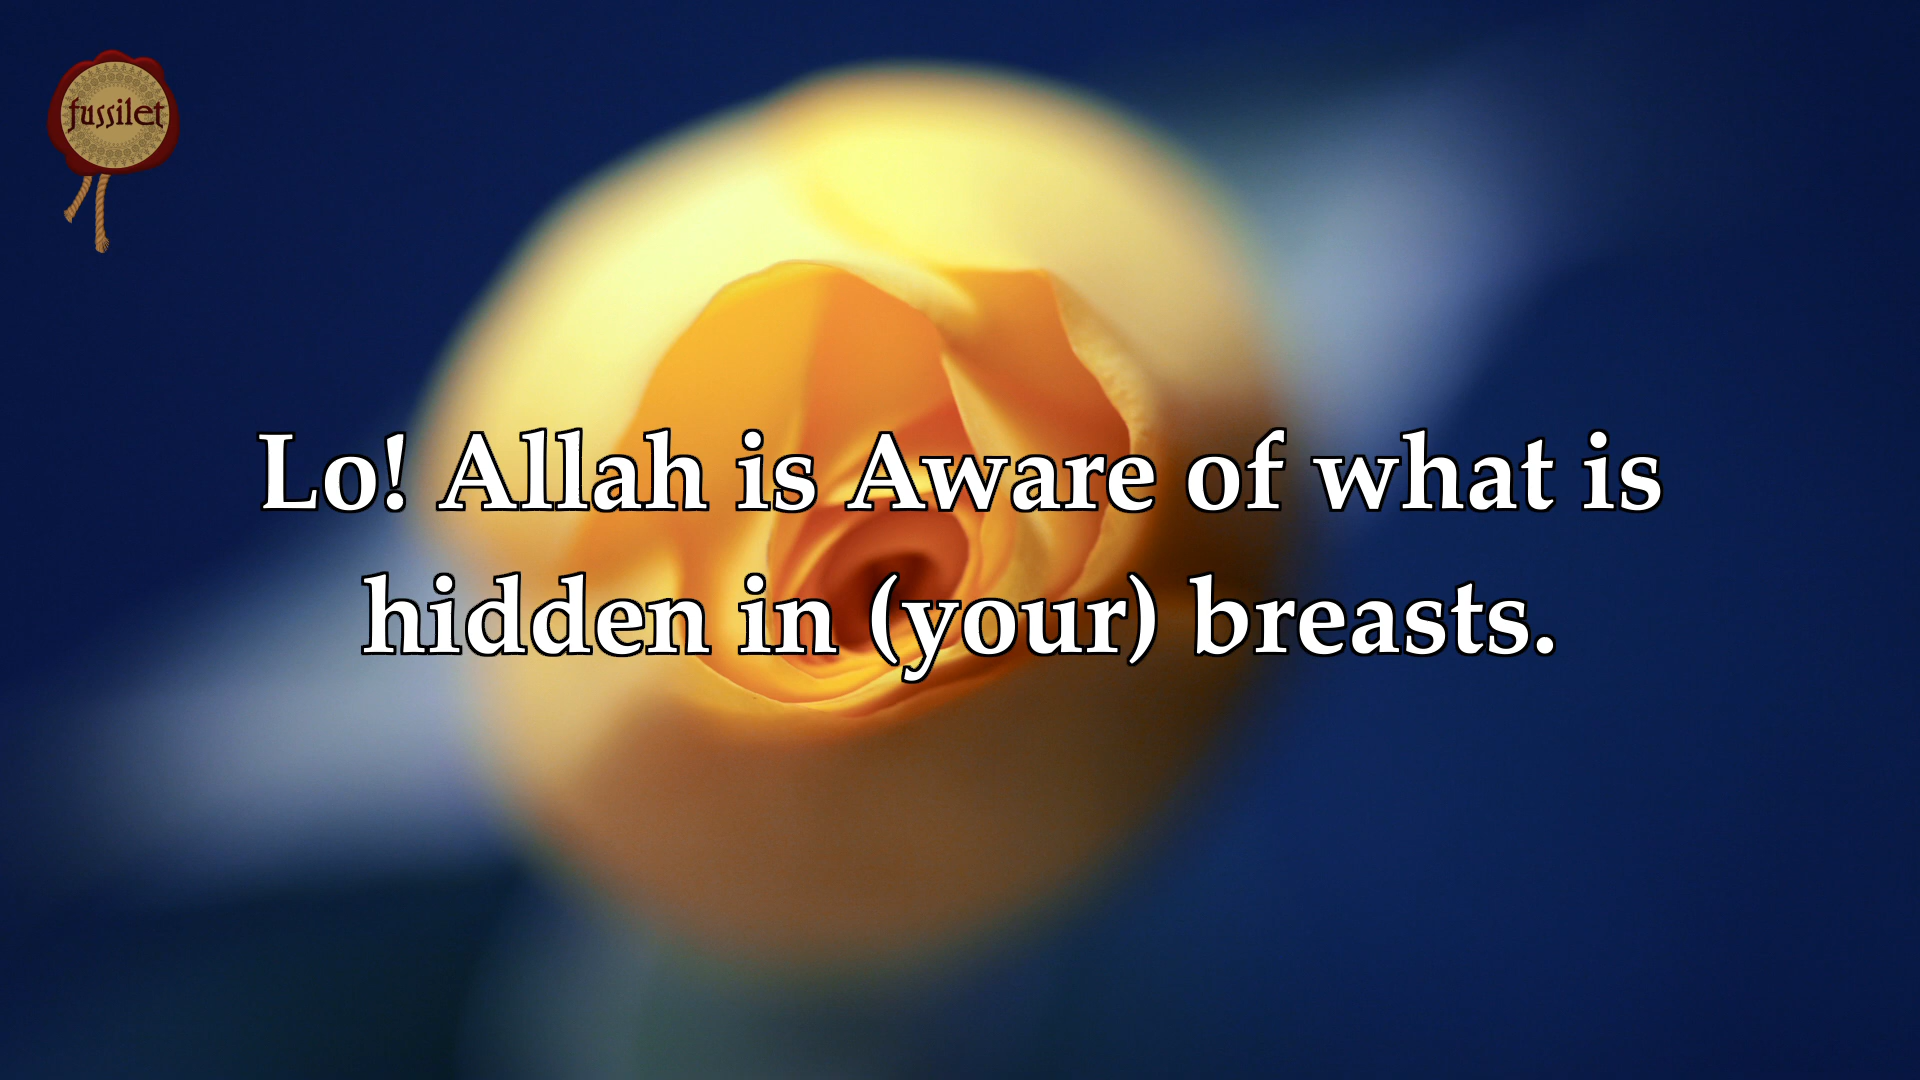 fussilet
Lo! Allah is Aware of what is
hidden in (your) breasts.